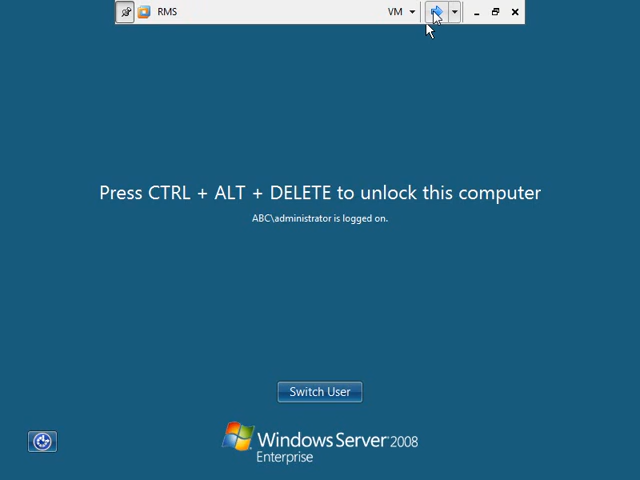 RMS VM
Press CTRL + ALT + DELETE to unlock this computer
ABC\administrator is logged on.
Switch User
Windows Server 2008
Enterprise